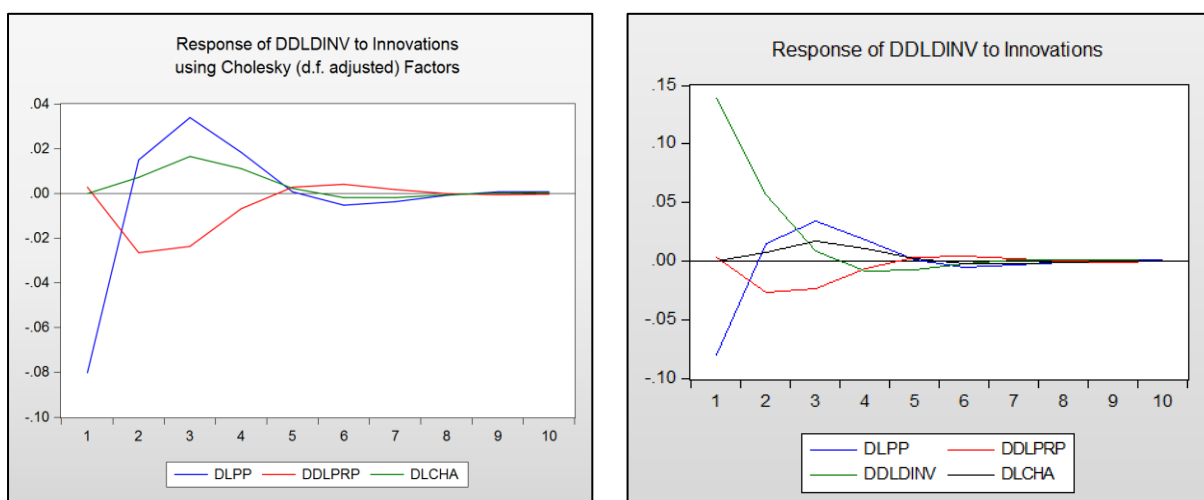 Response of DDLDINV to Innovations
using Cholesky (d.f. adjusted) Factors
.04
.02
.00
-.02
-.04
-.06
-.08
-.10
1 2 3 4 5 6 7 8 9 10
DLPP DDLPRP DLCHA
Response of DDLDINV to Innovations
.15
.10
.05
.00
-.05
-.10
1 2 3 4 5 6 7 8 9 10
DLPP DDLPRP
DDLDINV DLCHA